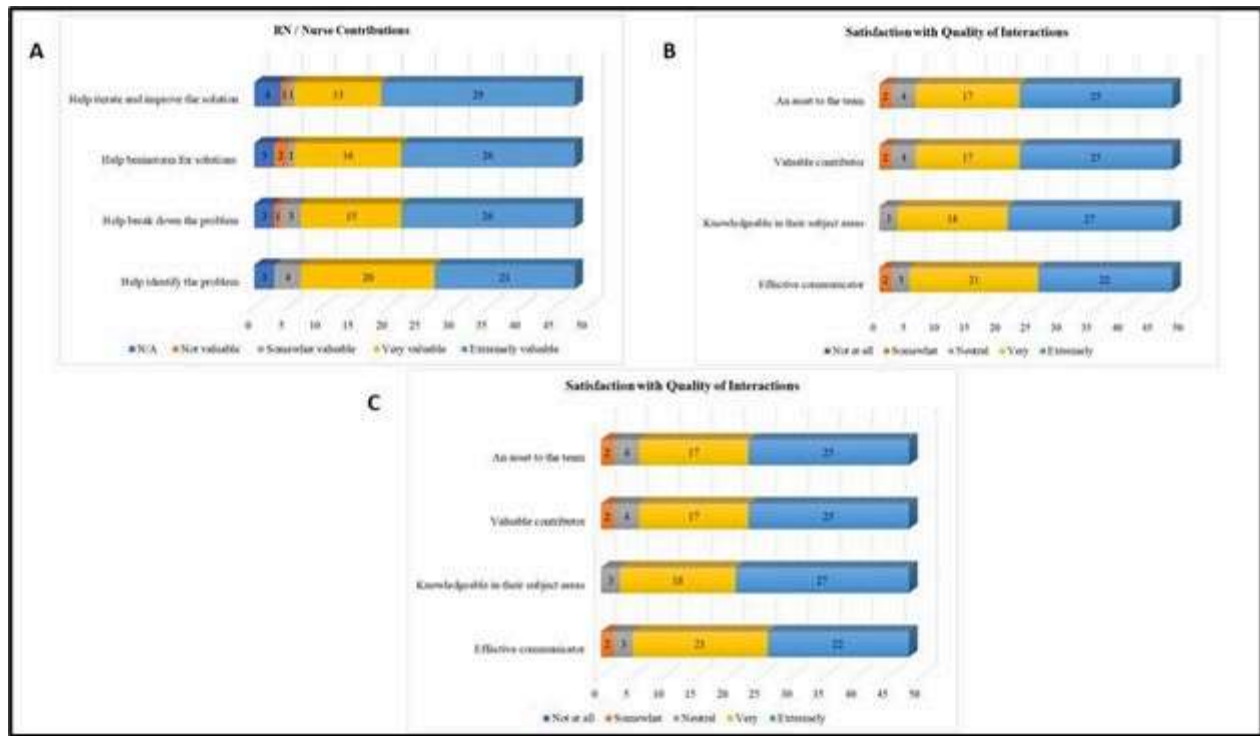 A
RN / Nurse Contributions
Help iterate and improve the solution
4 1 1 13 29
Help brainstorm for solutions
3 2 1 16 26
Help break down the problem
3 1 3 15 26
Help identify the problem
3 4 20 21
0 5 10 15 20 25 30 35 40 45 50
N/A Not valuable Somewhat valuable Very valuable Extremely valuable
B
Satisfaction with Quality of Interactions
An asset to the team
2 4 17 25
Valuable contributor
2 4 17 25
Knowledgeable in their subject areas
3 18 27
Effective communicator
2 3 21 22
0 5 10 15 20 25 30 35 40 45 50
Not at all Somewhat Neutral Very Extremely
C
Satisfaction with Quality of Interactions
An asset to the team
2 4 17 25
Valuable contributor
2 4 17 25
Knowledgeable in their subject areas
3 18 27
Effective communicator
2 3 21 22
0 5 10 15 20 25 30 35 40 45 50
Not at all Somewhat Neutral Very Extremely